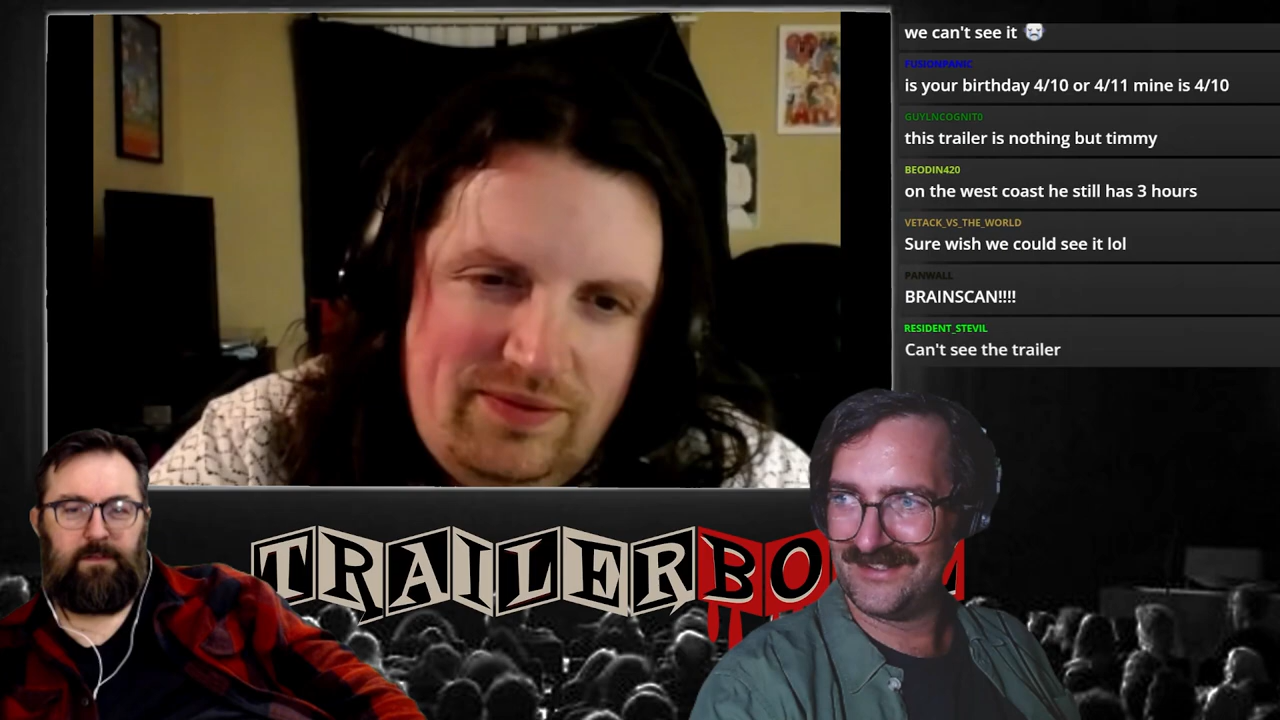 we can't see it
FUSIONPANIC
is your birthday 4/10 or 4/11 mine is 4/10
GUYLNCOGNIT0
this trailer is nothing but timmy
BEODIN420
on the west coast he still has 3 hours
VETACK_VS_THE_WORLD
Sure wish we could see it lol
PANWALL
BRAINSCAN!!!!
RESIDENT_STEVIL
Can't see the trailer
TRAILERBO